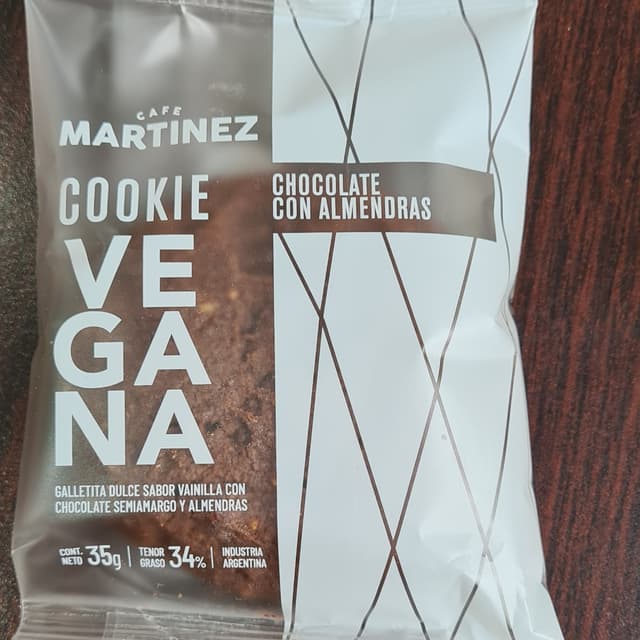 CAFE
MARTINEZ
COOKIE
VE
GA
NA
CHOCOLATE
CON ALMENDRAS
GALLETITA DULCE SABOR VAINILLA CON
CHOCOLATE SEMIAMARGO Y ALMENDRAS
CONT. NETO 35g | TENOR GRASO 34% | INDUSTRIA ARGENTINA